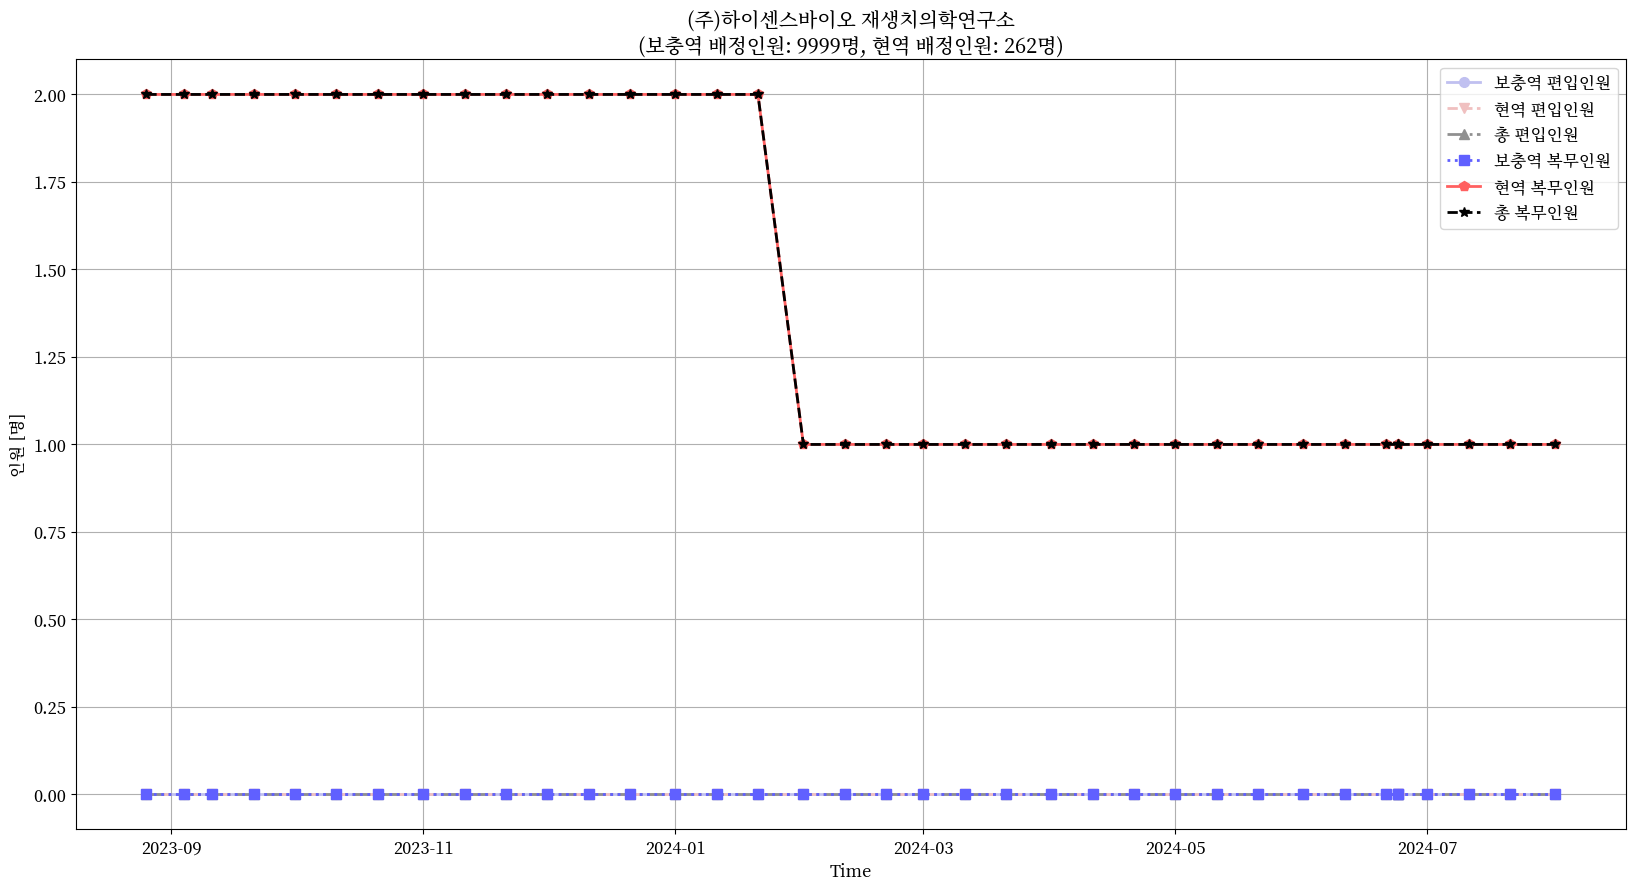 (주)하이센스바이오 재생치의학연구소
(보충역 배정인원: 9999명, 현역 배정인원: 262명)
보충역 편입인원
현역 편입인원
총 편입인원
보충역 복무인원
현역 복무인원
총 복무인원
2.00
1.75
1.50
1.25
1.00
0.75
0.50
0.25
0.00
인원 [명]
2023-09 2023-11 2024-01 2024-03 2024-05 2024-07
Time